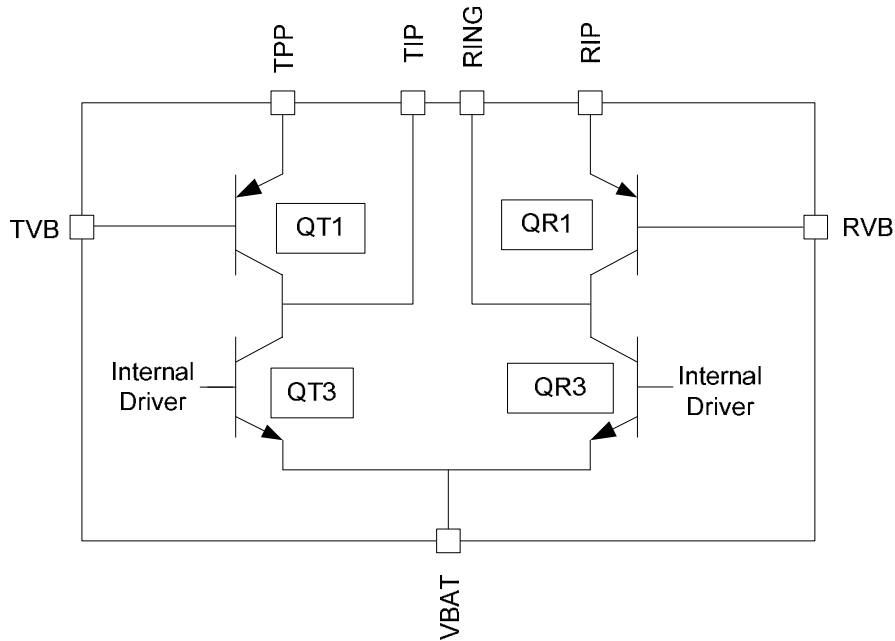 TPP
TIP
RING
RIP
TVB
QT1
QR1
RVB
Internal
Driver
QT3
QR3
Internal
Driver
VBAT